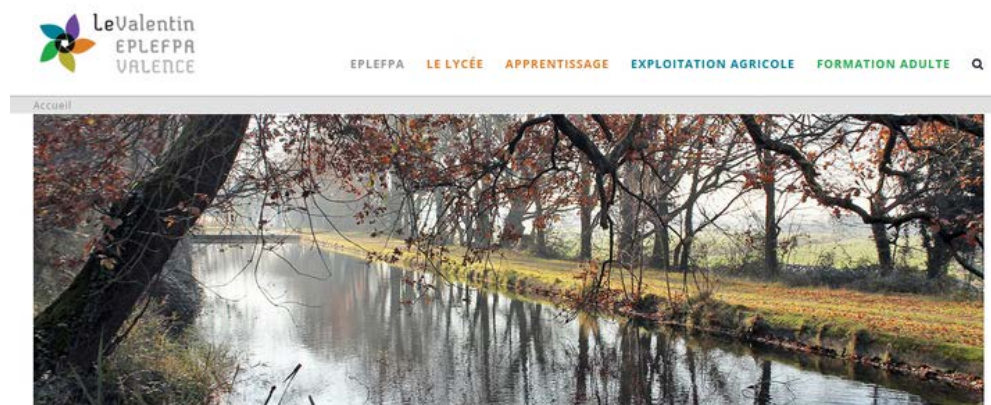 LeValentin
EPLEFPA
VALENCE
EPLEFPA LE LYCÉE APPRENTISSAGE EXPLOITATION AGRICOLE FORMATION ADULTE
Accueil